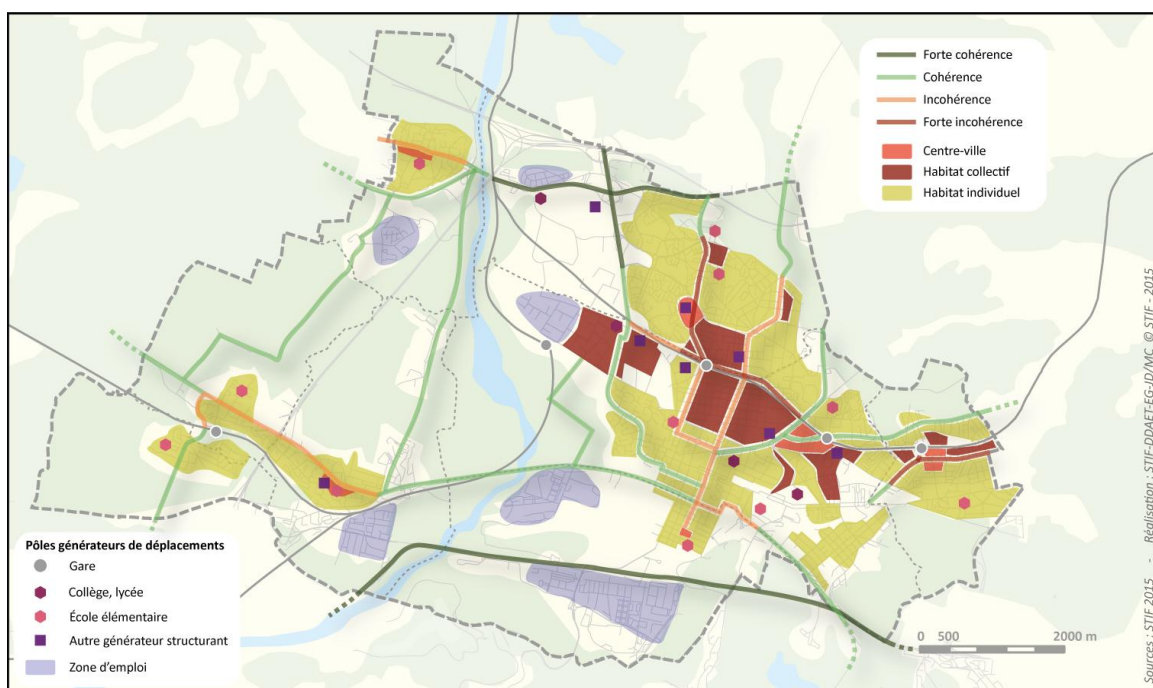 Forte cohérence
Cohérence
Incohérence
Forte incohérence
Centre-ville
Habitat collectif
Habitat individuel
Pôles générateurs de déplacements
Gare
Collège, lycée
École élémentaire
Autre générateur structurant
Zone d'emploi
0 500 2000 m
Sources : STIF 2015 - Réalisation : STIF-DDAET-EG-JD/MC © STIF - 2015